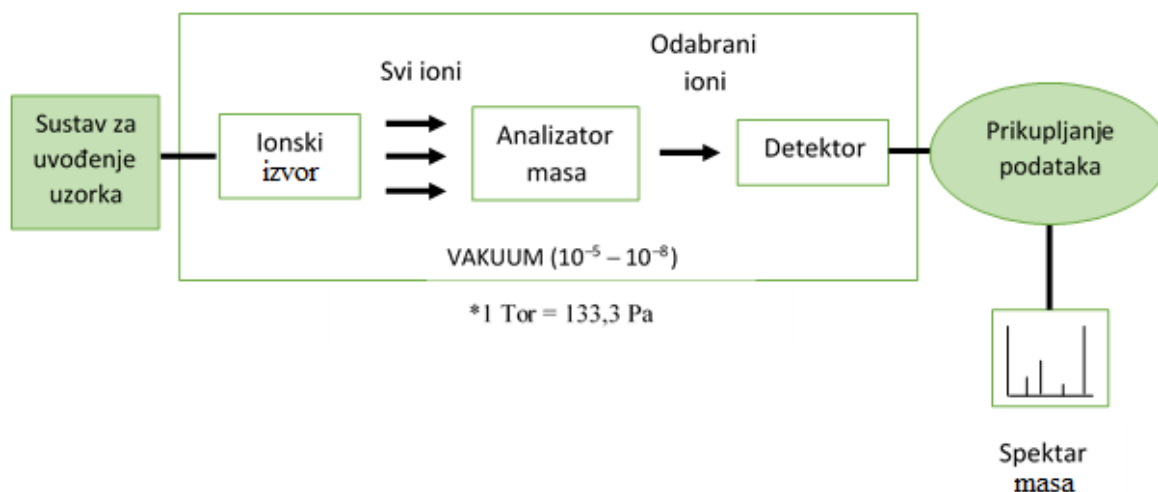 Sustav za
uvođenje
uzorka
Ionski
izvor
Svi ioni
Analizator
masa
Odabrani
ioni
Detektor
Prikupljanje
podataka
VAKUUM (10⁻⁵ – 10⁻⁸)
*1 Tor = 133,3 Pa
Spektar
masa